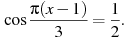 cos π(x − 1)/3 = 1/2.